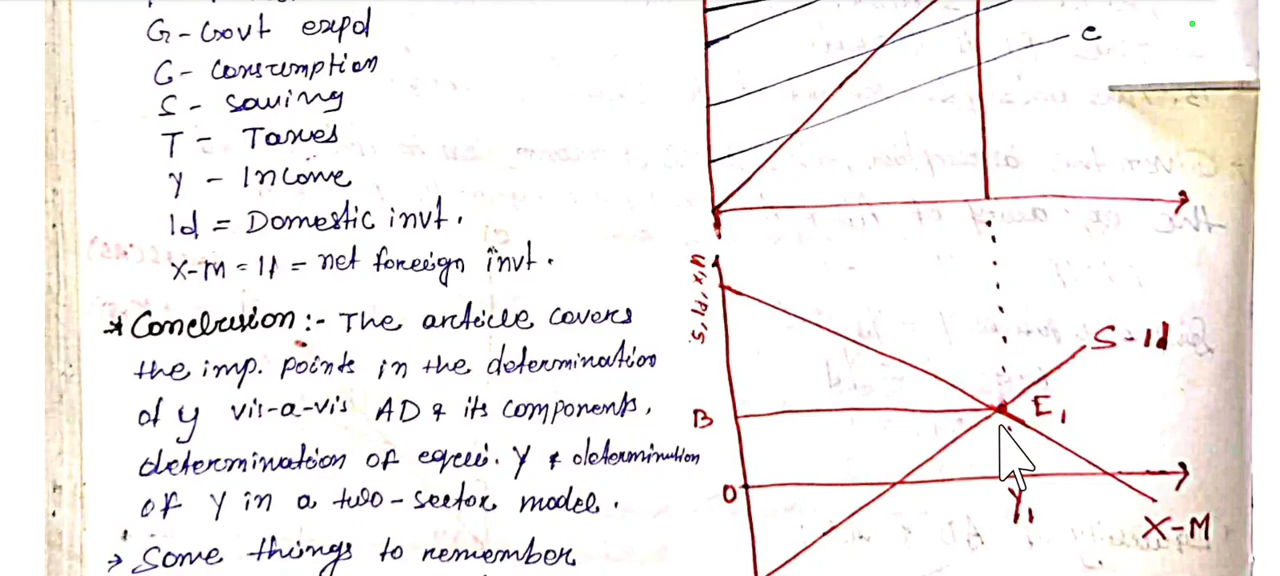 G - Govt expd
C - Consumption
S - Saving
T - Taxes
Y - Income
Id = Domestic invt.
X-M = If = net foreign invt.
* Conclusion :- The article covers
the imp. points in the determination
of y vis-a-vis AD & its components,
determination of equi. Y & determination
of Y in a two-sector model.
→ Some things to remember
C
S-Id
B
E1
O
Y1
X-M